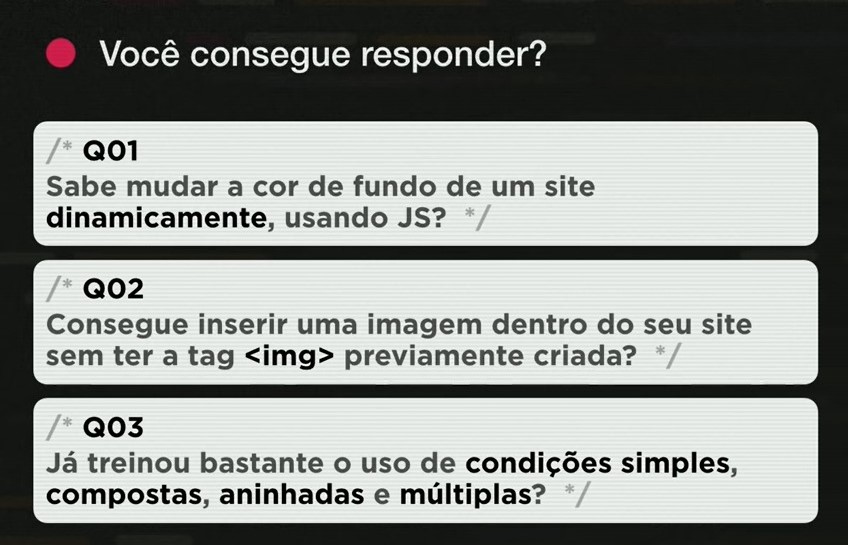 Você consegue responder?
/* Q01
Sabe mudar a cor de fundo de um site
dinamicamente, usando JS? */
/* Q02
Consegue inserir uma imagem dentro do seu site
sem ter a tag <img> previamente criada? */
/* Q03
Já treinou bastante o uso de condições simples,
compostas, aninhadas e múltiplas? */